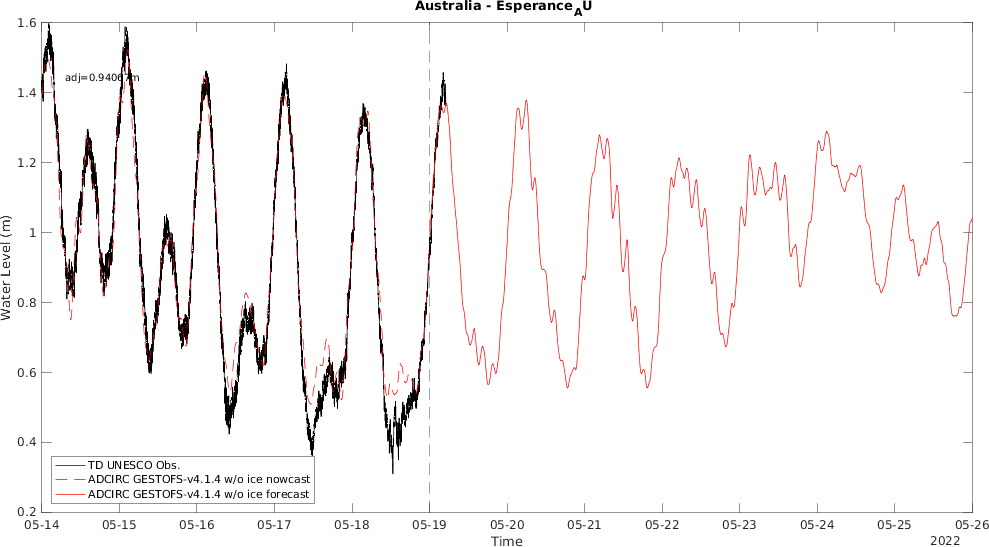 Australia - Esperance_AU
adj=0.9406 m
Water Level (m)
1.6
1.4
1.2
1
0.8
0.6
0.4
0.2
TD UNESCO Obs.
ADCIRC GESTOFS-v4.1.4 w/o ice nowcast
ADCIRC GESTOFS-v4.1.4 w/o ice forecast
05-14 05-15 05-16 05-17 05-18 05-19 05-20 05-21 05-22 05-23 05-24 05-25 05-26
Time
2022